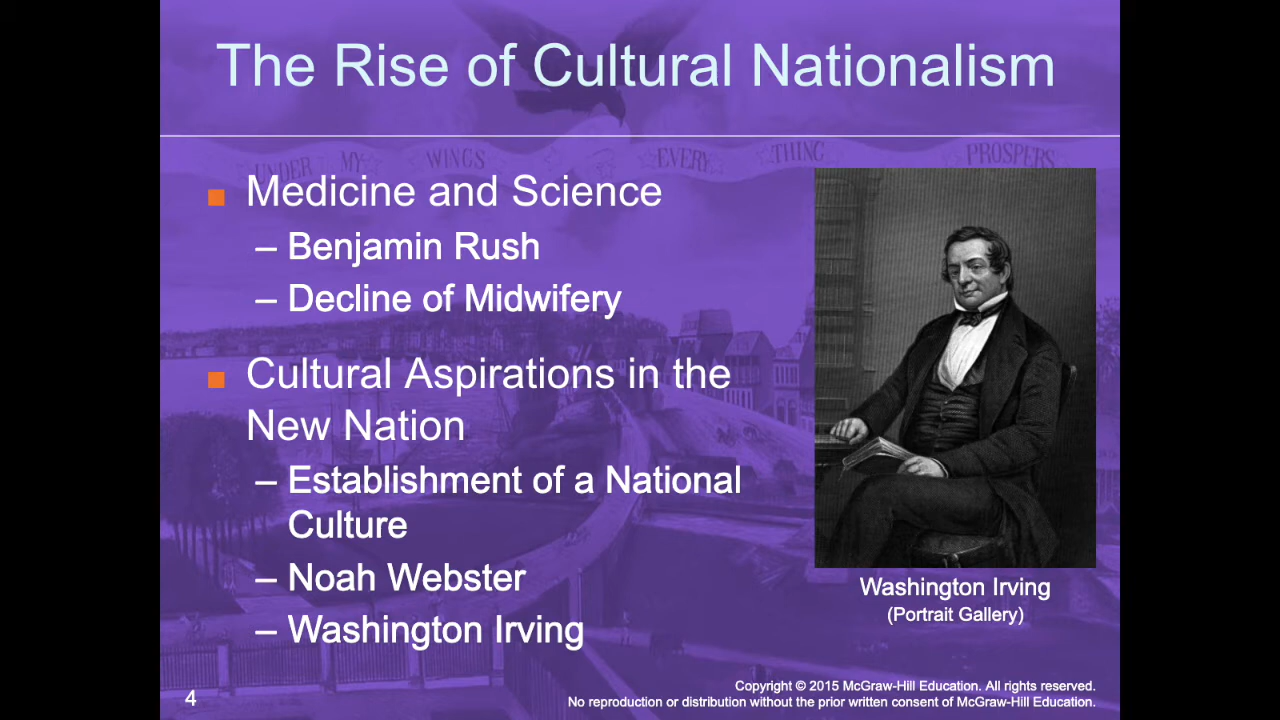 The Rise of Cultural Nationalism
UNDER MY WINGS EVERY THING PROSPERS
■ Medicine and Science
– Benjamin Rush
– Decline of Midwifery
■ Cultural Aspirations in the
New Nation
– Establishment of a National
Culture
– Noah Webster
– Washington Irving
Washington Irving
(Portrait Gallery)
Copyright © 2015 McGraw-Hill Education. All rights reserved.
No reproduction or distribution without the prior written consent of McGraw-Hill Education.
4